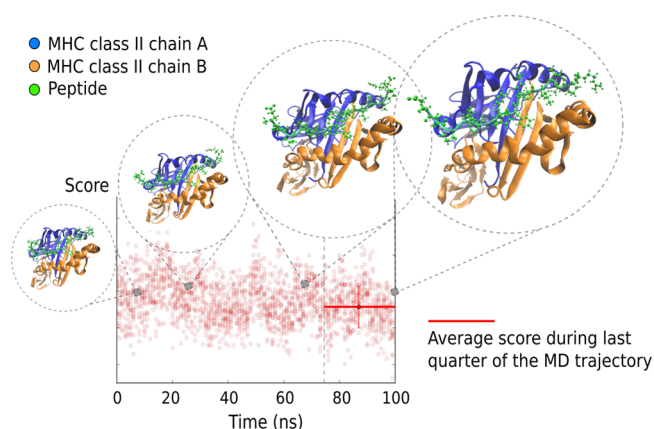 MHC class II chain A
MHC class II chain B
Peptide
Score
Average score during last
quarter of the MD trajectory
0 20 40 60 80 100
Time (ns)